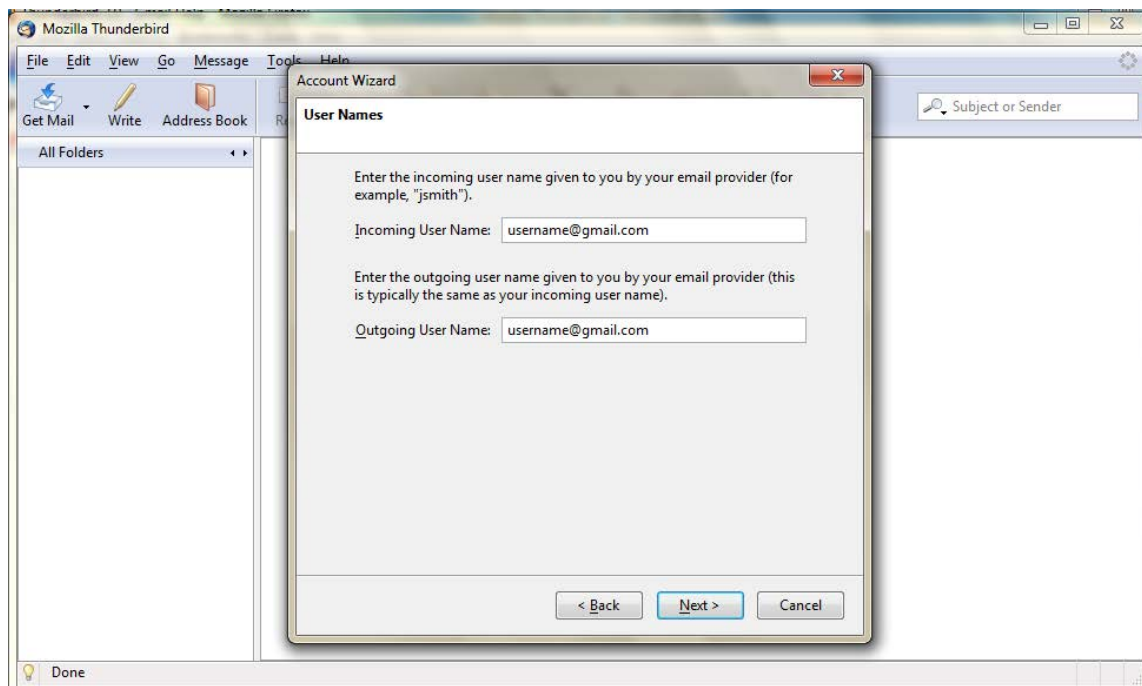 Mozilla Thunderbird
File Edit View Go Message Tools Help
Get Mail Write Address Book
Subject or Sender
All Folders
Account Wizard
User Names
Enter the incoming user name given to you by your email provider (for
example, "jsmith").
Incoming User Name: username@gmail.com
Enter the outgoing user name given to you by your email provider (this
is typically the same as your incoming user name).
Outgoing User Name: username@gmail.com
< Back Next > Cancel
Done